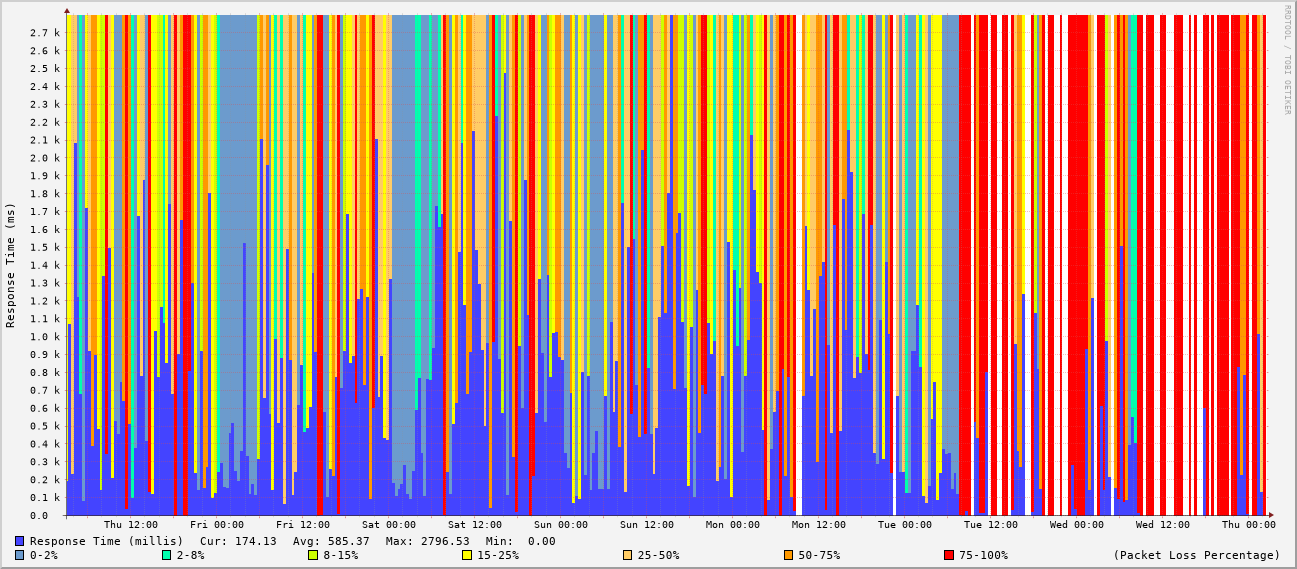 RRDTOOL / TOBI OETIKER
Response Time (ms)
2.7 k
2.6 k
2.5 k
2.4 k
2.3 k
2.2 k
2.1 k
2.0 k
1.9 k
1.8 k
1.7 k
1.6 k
1.5 k
1.4 k
1.3 k
1.2 k
1.1 k
1.0 k
0.9 k
0.8 k
0.7 k
0.6 k
0.5 k
0.4 k
0.3 k
0.2 k
0.1 k
0.0
Thu 12:00 Fri 00:00 Fri 12:00 Sat 00:00 Sat 12:00 Sun 00:00 Sun 12:00 Mon 00:00 Mon 12:00 Tue 00:00 Tue 12:00 Wed 00:00 Wed 12:00 Thu 00:00
Response Time (millis) Cur: 174.13 Avg: 585.37 Max: 2796.53 Min: 0.00
0-2% 2-8% 8-15% 15-25% 25-50% 50-75% 75-100% (Packet Loss Percentage)